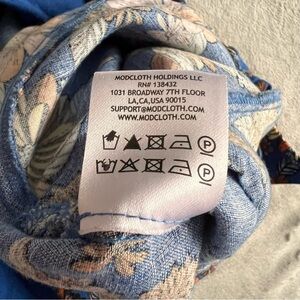 MODCLOTH HOLDINGS LLC
RN# 138432
1031 BROADWAY 7TH FLOOR
LA,CA,USA 90015
SUPPORT@MODCLOTH.COM
WWW.MODCLOTH.COM
P
P